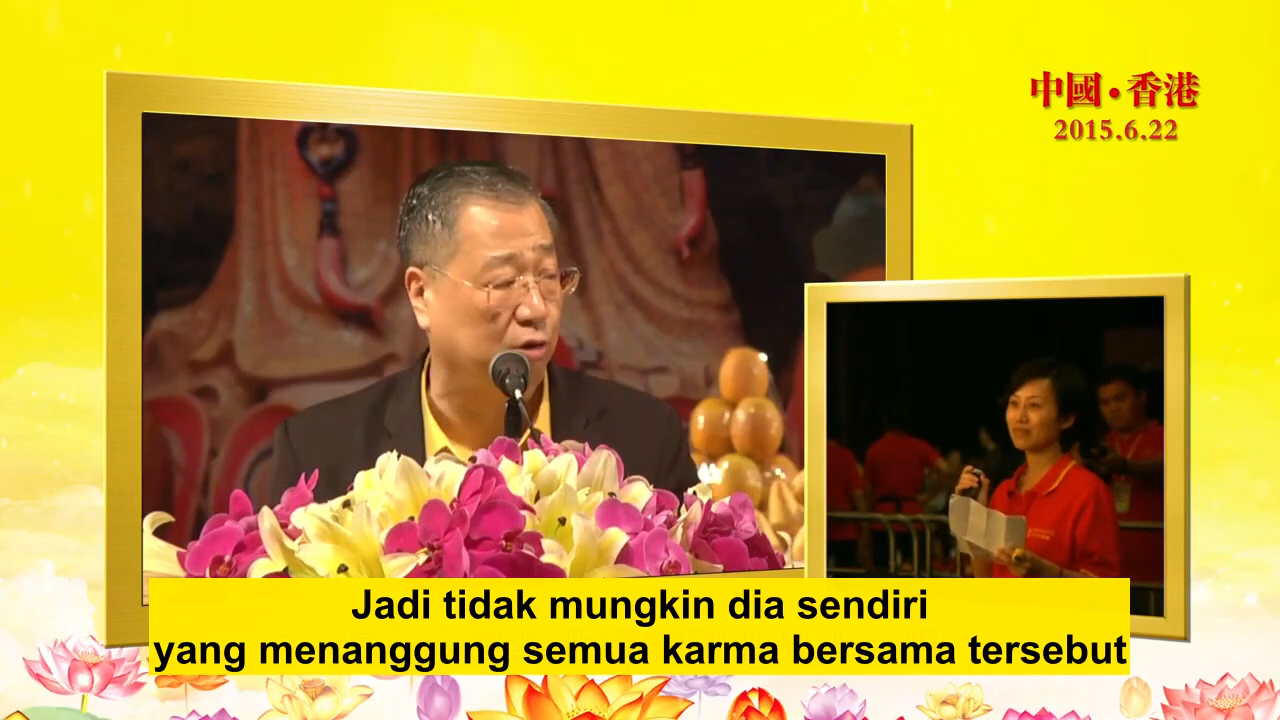 中國•香港
2015.6.22
Jadi tidak mungkin dia sendiri
yang menanggung semua karma bersama tersebut